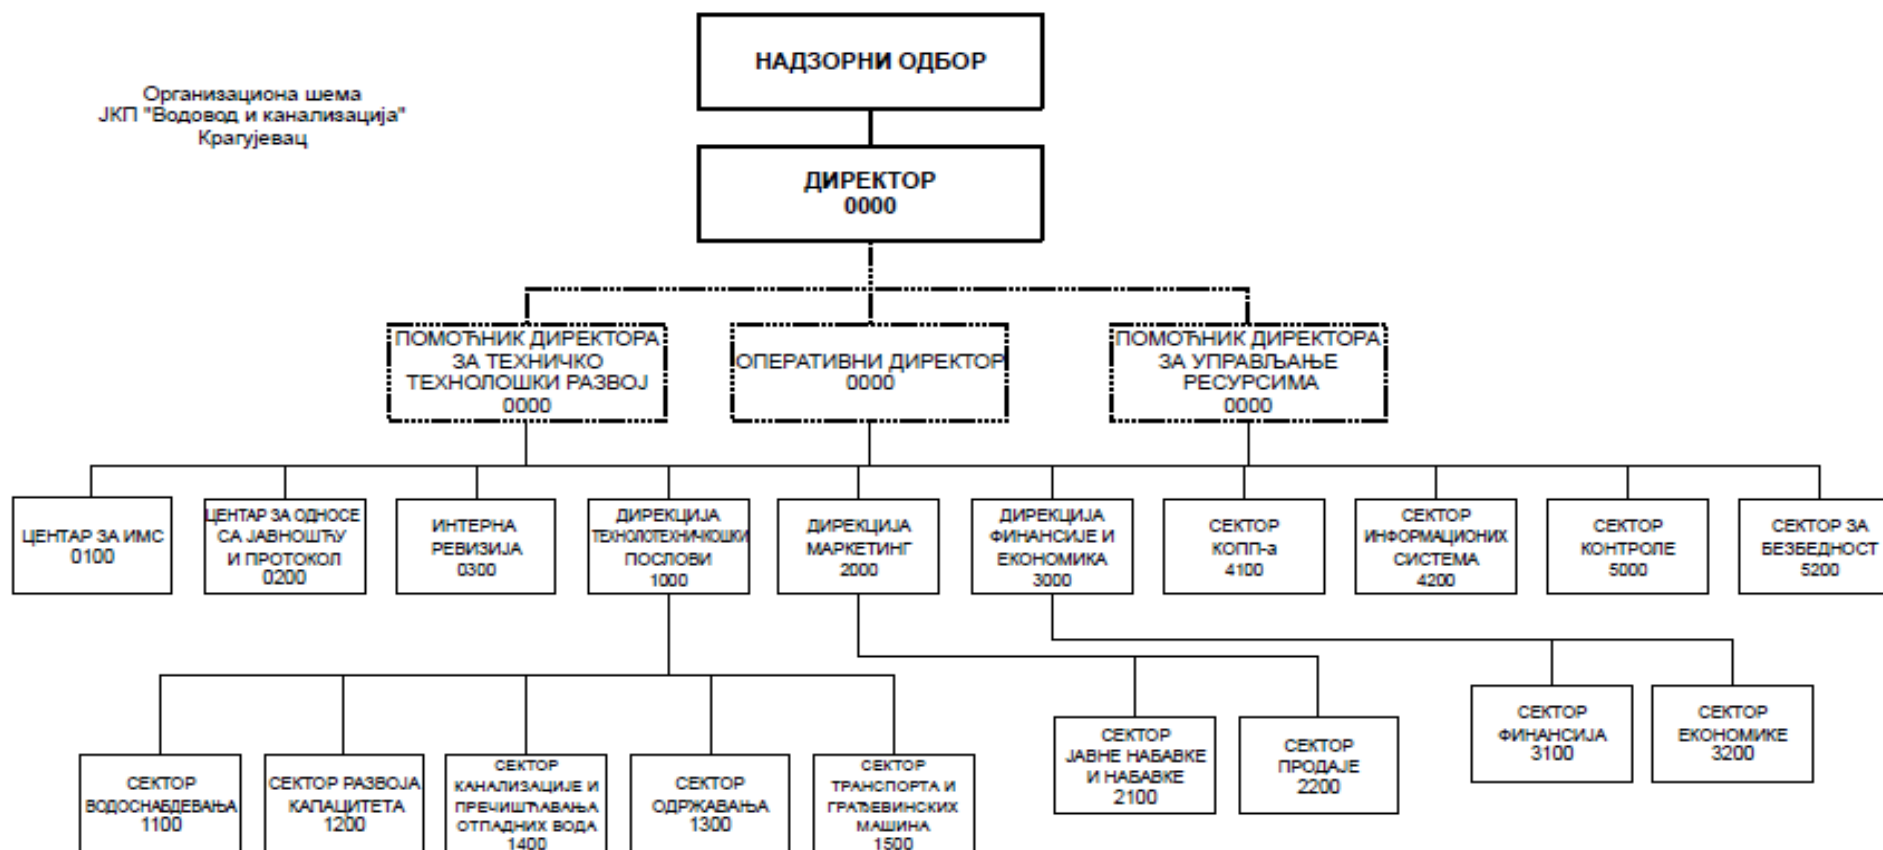 НАДЗОРНИ ОДБОР
Организациона шема
ЈКП "Водовод и канализација"
Крагујевац
ДИРЕКТОР
0000
ПОМОЋНИК ДИРЕКТОРА
ЗА ТЕХНИЧКО
ТЕХНОЛОШКИ РАЗВОЈ
0000
ОПЕРАТИВНИ ДИРЕКТОР
0000
ПОМОЋНИК ДИРЕКТОРА
ЗА УПРАВЉАЊЕ
РЕСУРСИМА
0000
ЦЕНТАР ЗА ИМС
0100
ЦЕНТАР ЗА ОДНОСЕ
СА ЈАВНОШЋУ
И ПРОТОКОЛ
0200
ИНТЕРНА
РЕВИЗИЈА
0300
ДИРЕКЦИЈА
ТЕХНОЛОТЕХНИЧКОШКИ
ПОСЛОВИ
1000
ДИРЕКЦИЈА
МАРКЕТИНГ
2000
ДИРЕКЦИЈА
ФИНАНСИЈЕ И
ЕКОНОМИКА
3000
СЕКТОР
КОПП-а
4100
СЕКТОР
ИНФОРМАЦИОНИХ
СИСТЕМА
4200
СЕКТОР
КОНТРОЛЕ
5000
СЕКТОР ЗА
БЕЗБЕДНОСТ
5200
СЕКТОР
ВОДОСНАБДЕВАЊА
1100
СЕКТОР РАЗВОЈА
КАПАЦИТЕТА
1200
СЕКТОР
КАНАЛИЗАЦИЈЕ И
ПРЕЧИШЋАВАЊА
ОТПАДНИХ ВОДА
1400
СЕКТОР
ОДРЖАВАЊА
1300
СЕКТОР
ТРАНСПОРТА И
ГРАЂЕВИНСКИХ
МАШИНА
1500
СЕКТОР
ЈАВНЕ НАБАВКЕ
И НАБАВКЕ
2100
СЕКТОР
ПРОДАЈЕ
2200
СЕКТОР
ФИНАНСИЈА
3100
СЕКТОР
ЕКОНОМИКЕ
3200